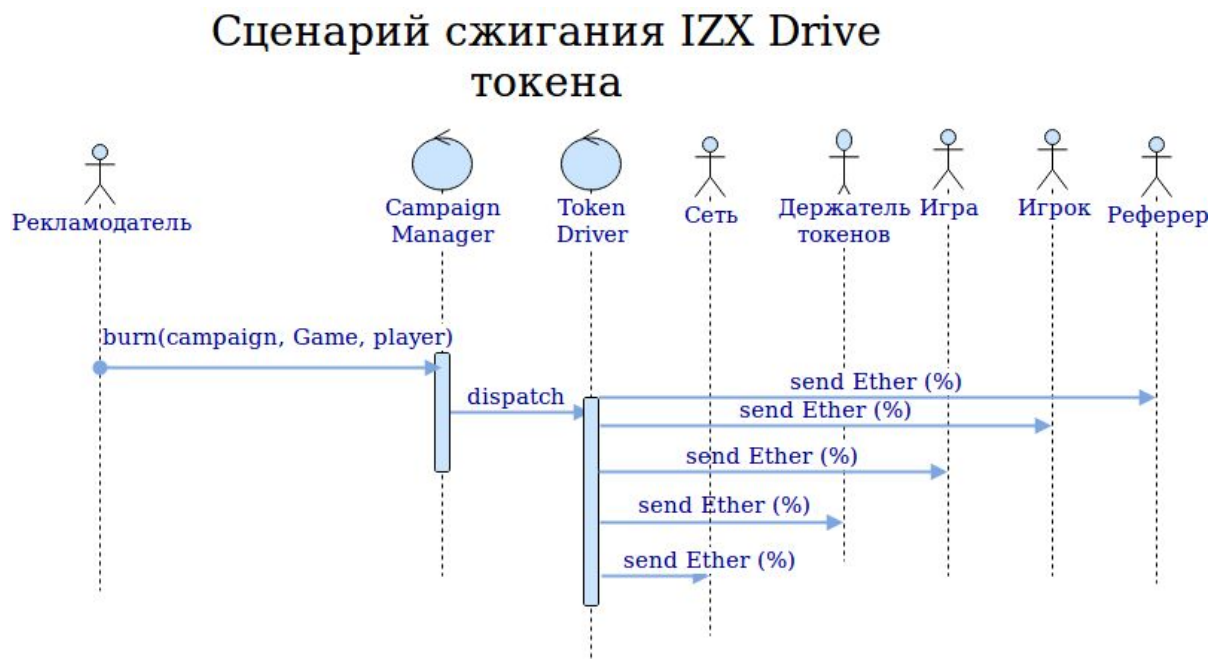 Сценарий сжигания IZX Drive
токена
Рекламодатель
Campaign
Manager
Token
Driver
Сеть
Держатель
токенов
Игра
Игрок
Реферер
burn(campaign, Game, player)
dispatch
send Ether (%)
send Ether (%)
send Ether (%)
send Ether (%)
send Ether (%)